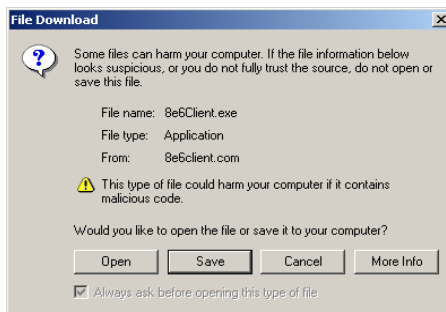 File Download
Some files can harm your computer. If the file information below
looks suspicious, or you do not fully trust the source, do not open or
save this file.
File name: 8e6Client.exe
File type: Application
From: 8e6client.com
This type of file could harm your computer if it contains
malicious code.
Would you like to open the file or save it to your computer?
Open Save Cancel More Info
Always ask before opening this type of file